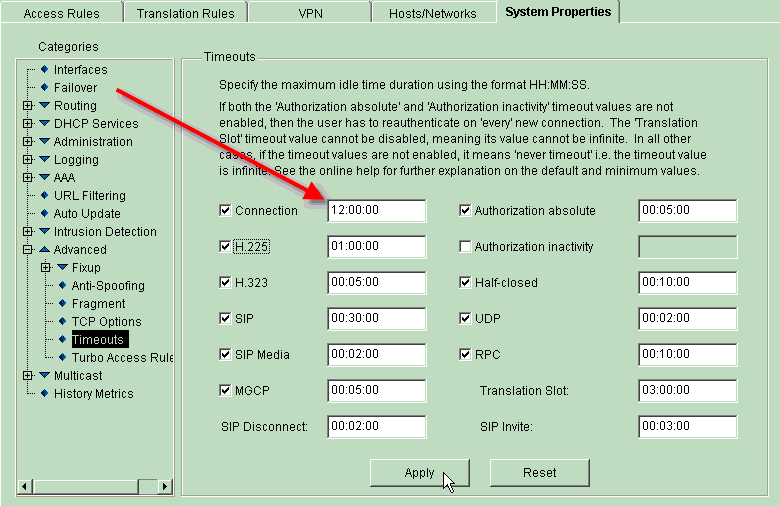 Access Rules
Translation Rules
VPN
Hosts/Networks
System Properties
Categories
Interfaces
Failover
Routing
DHCP Services
Administration
Logging
AAA
URL Filtering
Auto Update
Intrusion Detection
Advanced
Fixup
Anti-Spoofing
Fragment
TCP Options
Timeouts
Turbo Access Rule
Multicast
History Metrics
Timeouts
Specify the maximum idle time duration using the format HH:MM:SS.
If both the 'Authorization absolute' and 'Authorization inactivity' timeout values are not
enabled, then the user has to reauthenticate on 'every' new connection. The 'Translation
Slot' timeout value cannot be disabled, meaning its value cannot be infinite. In all other
cases, if the timeout values are not enabled, it means 'never timeout' i.e. the timeout value
is infinite. See the online help for further explanation on the default and minimum values.
Connection 12:00:00 Authorization absolute 00:05:00
H.225 01:00:00 Authorization inactivity
H.323 00:05:00 Half-closed 00:10:00
SIP 00:30:00 UDP 00:02:00
SIP Media 00:02:00 RPC 00:10:00
MGCP 00:05:00 Translation Slot: 03:00:00
SIP Disconnect: 00:02:00 SIP Invite: 00:03:00
Apply Reset